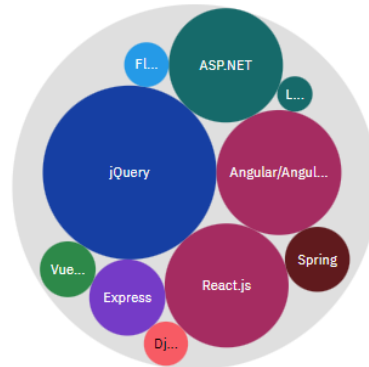 Fl...
ASP.NET
L...
jQuery
Angular/Angul...
Vue...
Express
React.js
Spring
Dj...